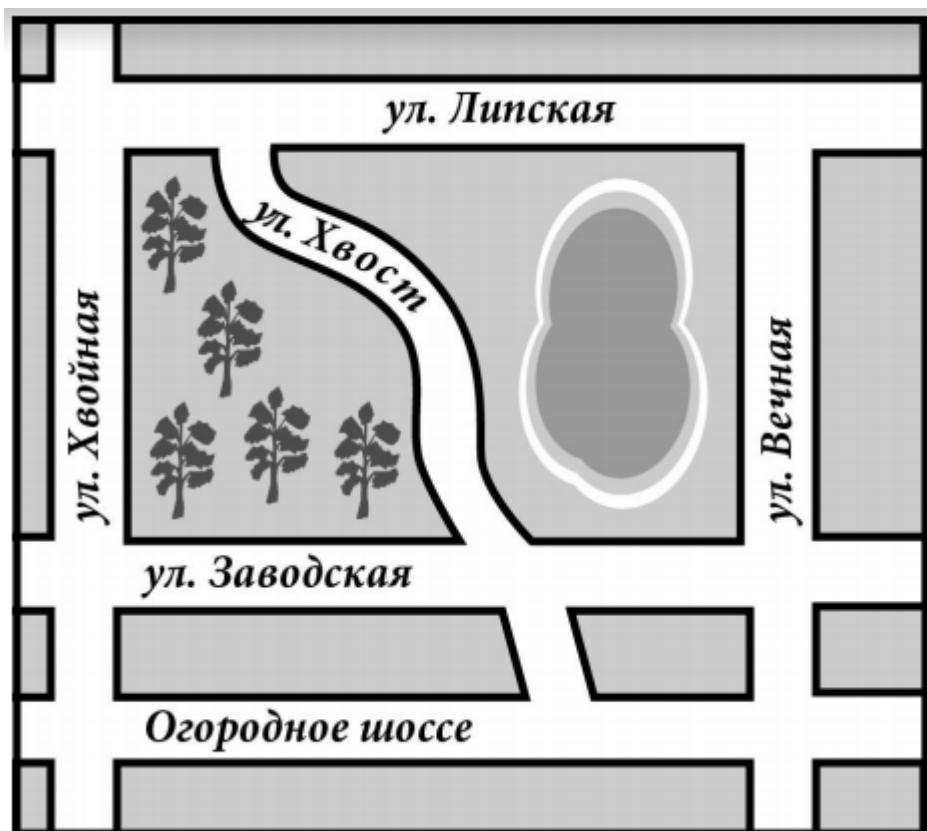 ул. Липская
ул. Хвост
ул. Хвойная
ул. Вечная
ул. Заводская
Огородное шоссе